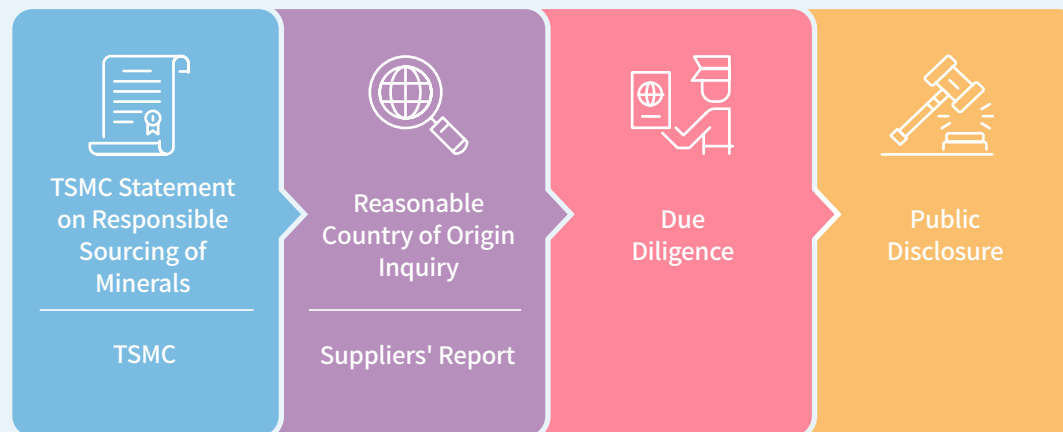 TSMC Statement
on Responsible
Sourcing of
Minerals
TSMC
Reasonable
Country of Origin
Inquiry
Suppliers' Report
Due
Diligence
Public
Disclosure